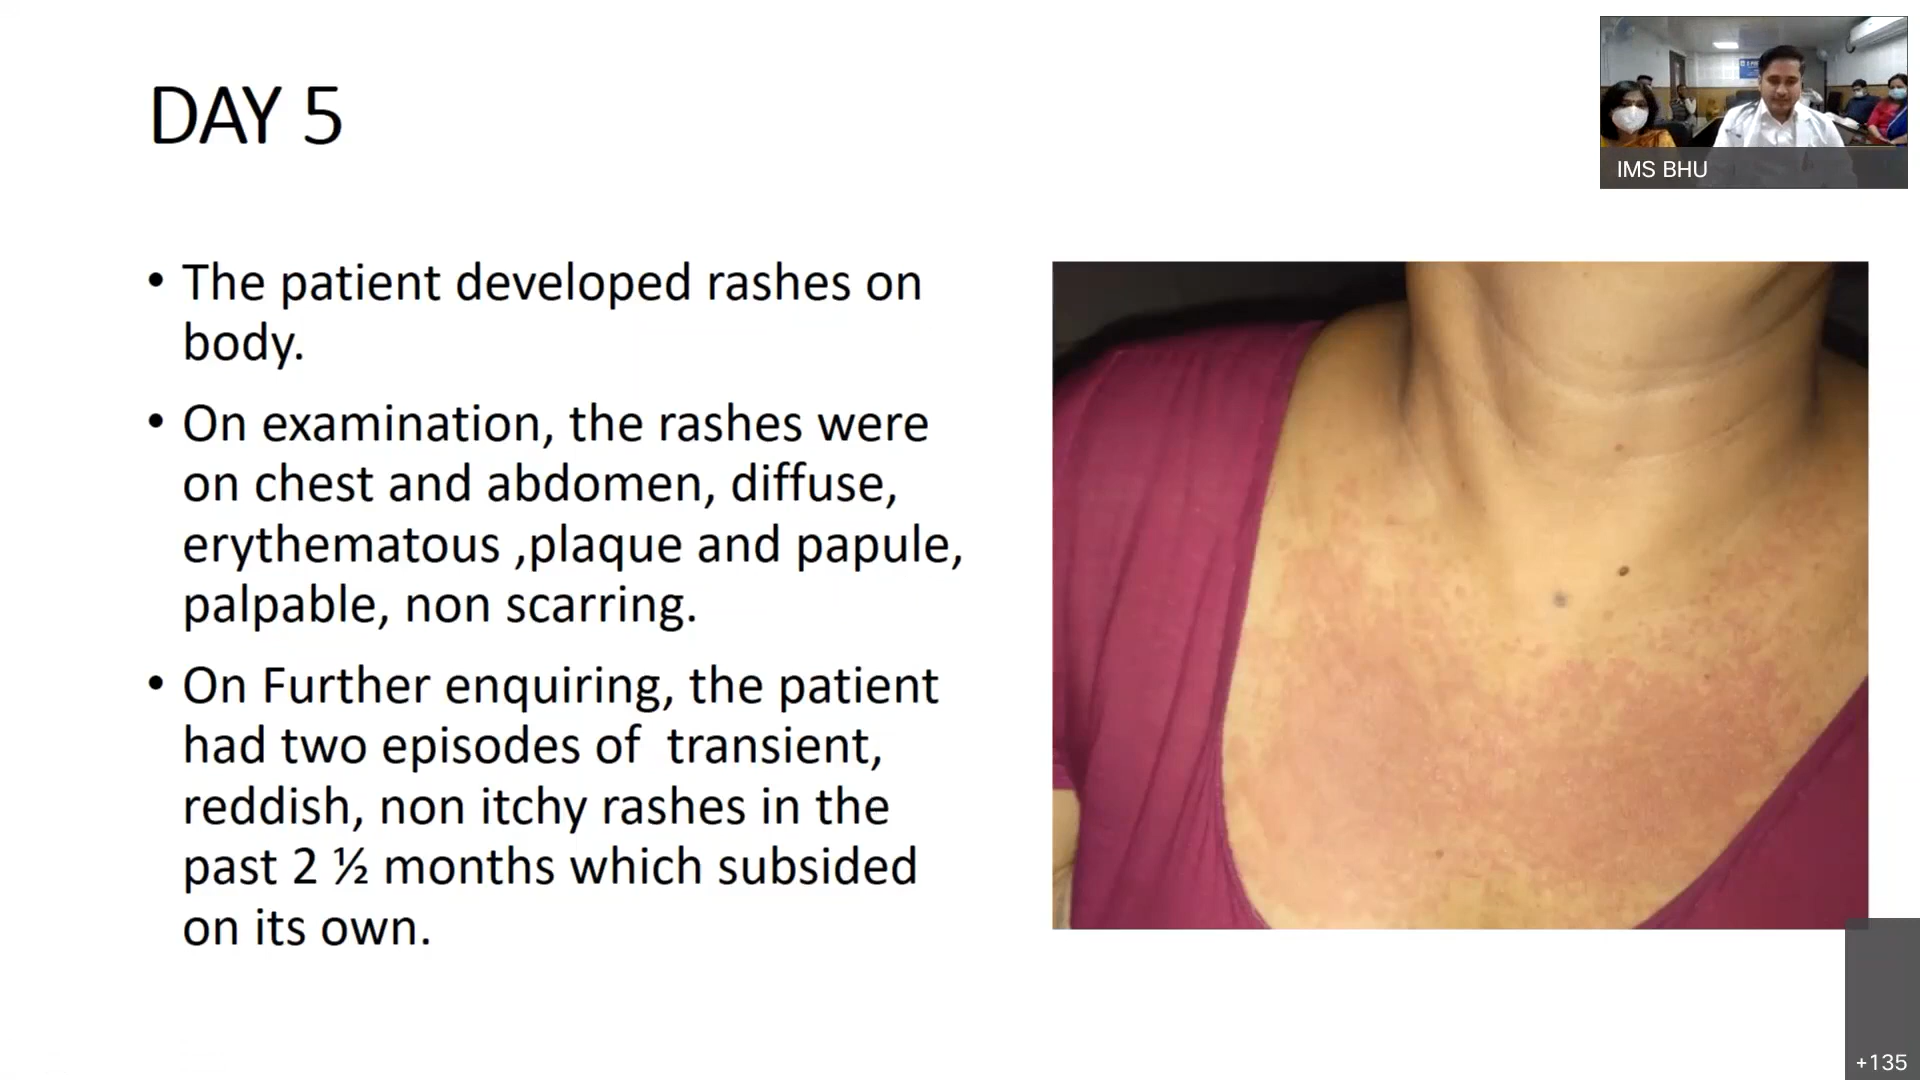 DAY 5
IMS BHU
• The patient developed rashes on
body.
• On examination, the rashes were
on chest and abdomen, diffuse,
erythematous ,plaque and papule,
palpable, non scarring.
• On Further enquiring, the patient
had two episodes of  transient,
reddish, non itchy rashes in the
past 2 ½ months which subsided
on its own.
+135